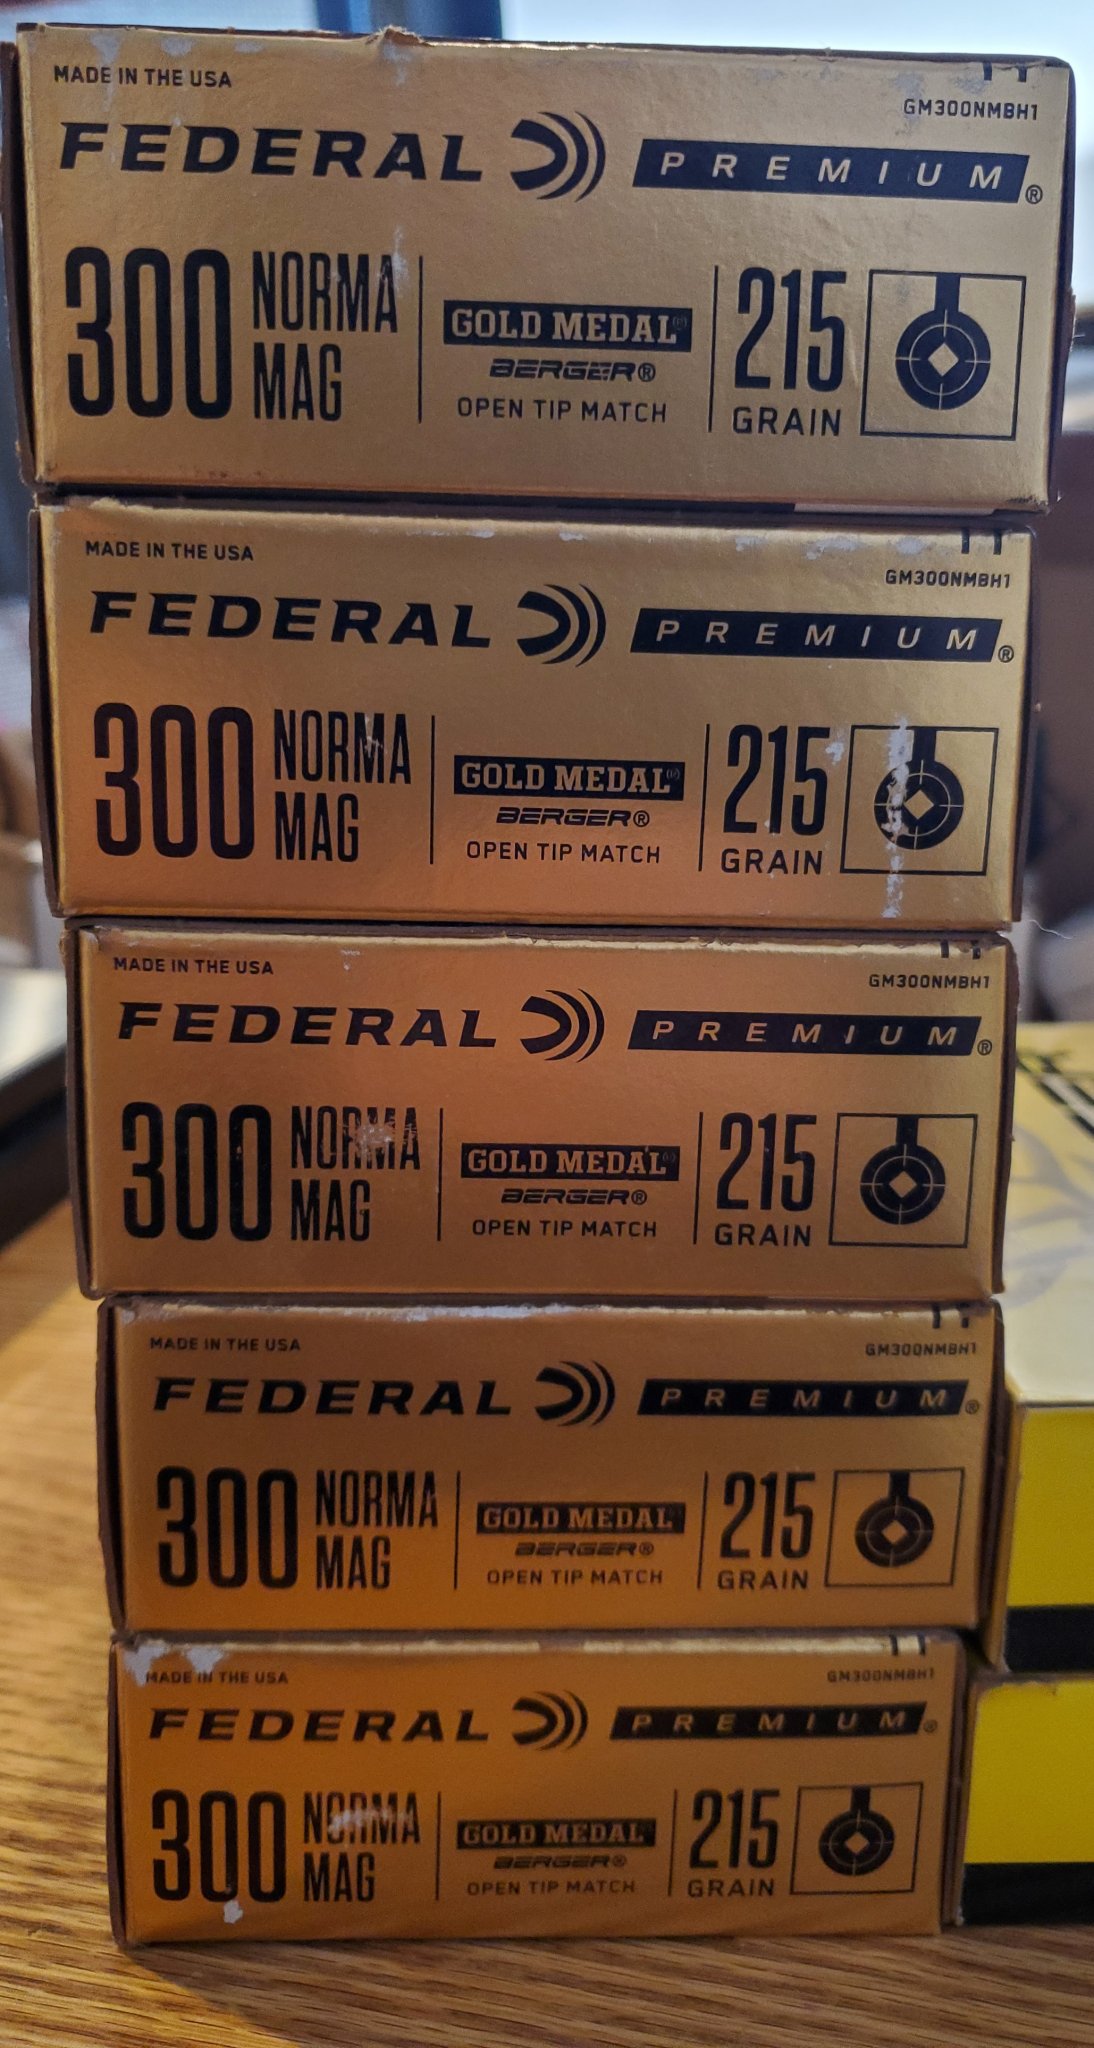 MADE IN THE USA
GM300NMBH1
FEDERAL PREMIUM®
300 NORMA MAG
GOLD MEDAL®
BERGER®
OPEN TIP MATCH
215 GRAIN
MADE IN THE USA
GM300NMBH1
FEDERAL PREMIUM®
300 NORMA MAG
GOLD MEDAL®
BERGER®
OPEN TIP MATCH
215 GRAIN
MADE IN THE USA
GM300NMBH1
FEDERAL PREMIUM®
300 NORMA MAG
GOLD MEDAL®
BERGER®
OPEN TIP MATCH
215 GRAIN
MADE IN THE USA
GM300NMBH1
FEDERAL PREMIUM®
300 NORMA MAG
GOLD MEDAL®
BERGER®
OPEN TIP MATCH
215 GRAIN
MADE IN THE USA
GM300NMBH1
FEDERAL PREMIUM®
300 NORMA MAG
GOLD MEDAL®
BERGER®
OPEN TIP MATCH
215 GRAIN